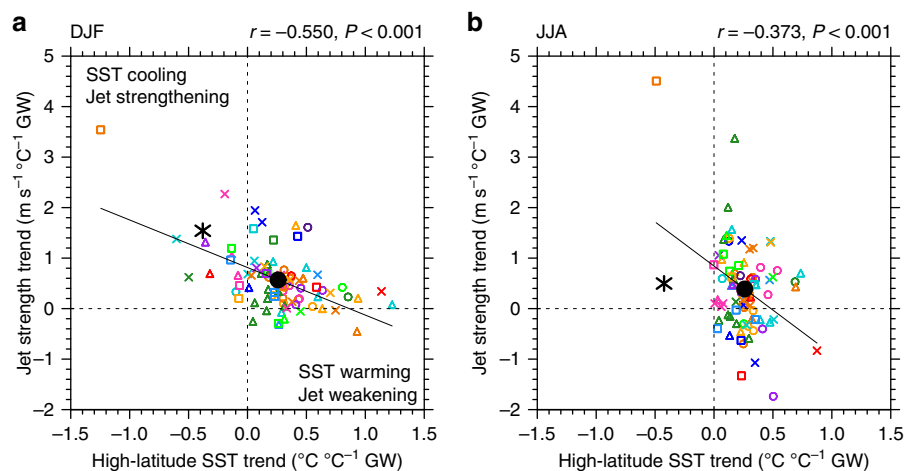 a DJF r = −0.550, P < 0.001
5
4
3
2
1
0
−1
−2
Jet strength trend (m s⁻¹ °C⁻¹ GW)
SST cooling
Jet strengthening
SST warming
Jet weakening
−1.5 −1.0 −0.5 0.0 0.5 1.0 1.5
High-latitude SST trend (°C °C⁻¹ GW)
b JJA r = −0.373, P < 0.001
5
4
3
2
1
0
−1
−2
Jet strength trend (m s⁻¹ °C⁻¹ GW)
−1.5 −1.0 −0.5 0.0 0.5 1.0 1.5
High-latitude SST trend (°C °C⁻¹ GW)